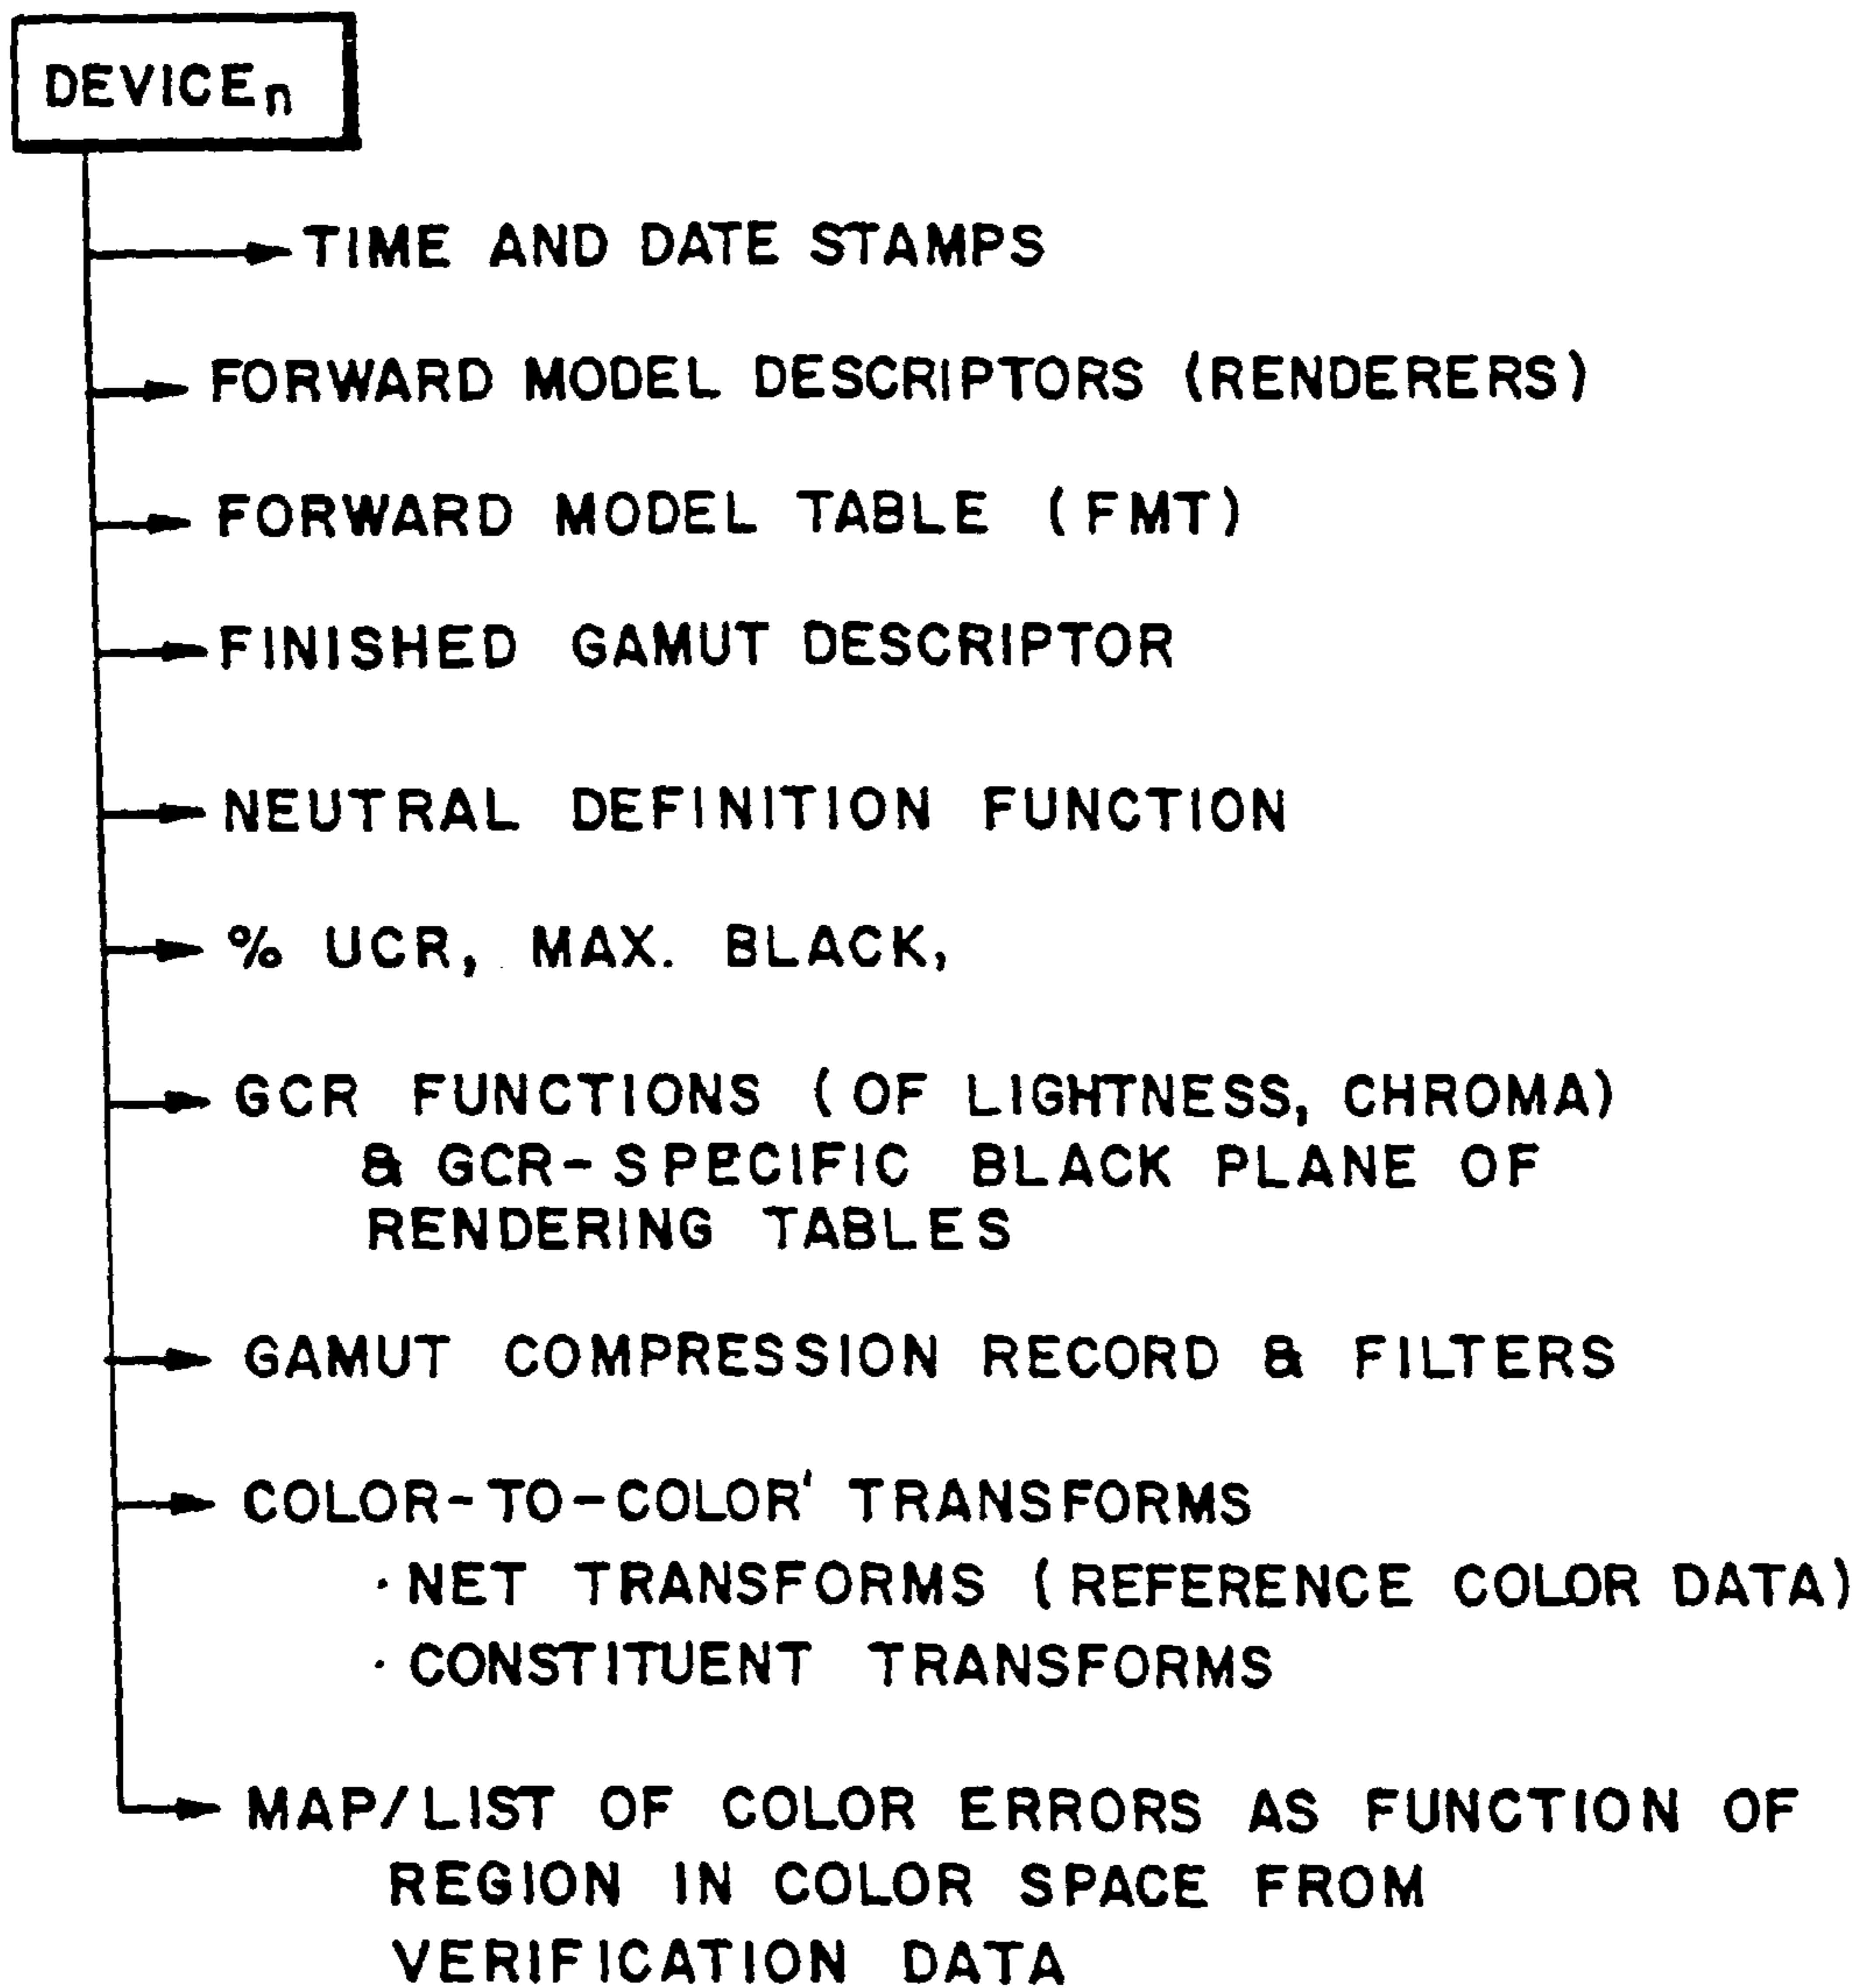 DEVICEn
TIME AND DATE STAMPS
FORWARD MODEL DESCRIPTORS (RENDERERS)
FORWARD MODEL TABLE (FMT)
FINISHED GAMUT DESCRIPTOR
NEUTRAL DEFINITION FUNCTION
% UCR, MAX. BLACK,
GCR FUNCTIONS (OF LIGHTNESS, CHROMA)
& GCR-SPECIFIC BLACK PLANE OF
RENDERING TABLES
GAMUT COMPRESSION RECORD & FILTERS
COLOR-TO-COLOR' TRANSFORMS
· NET TRANSFORMS (REFERENCE COLOR DATA)
· CONSTITUENT TRANSFORMS
MAP/LIST OF COLOR ERRORS AS FUNCTION OF
REGION IN COLOR SPACE FROM
VERIFICATION DATA